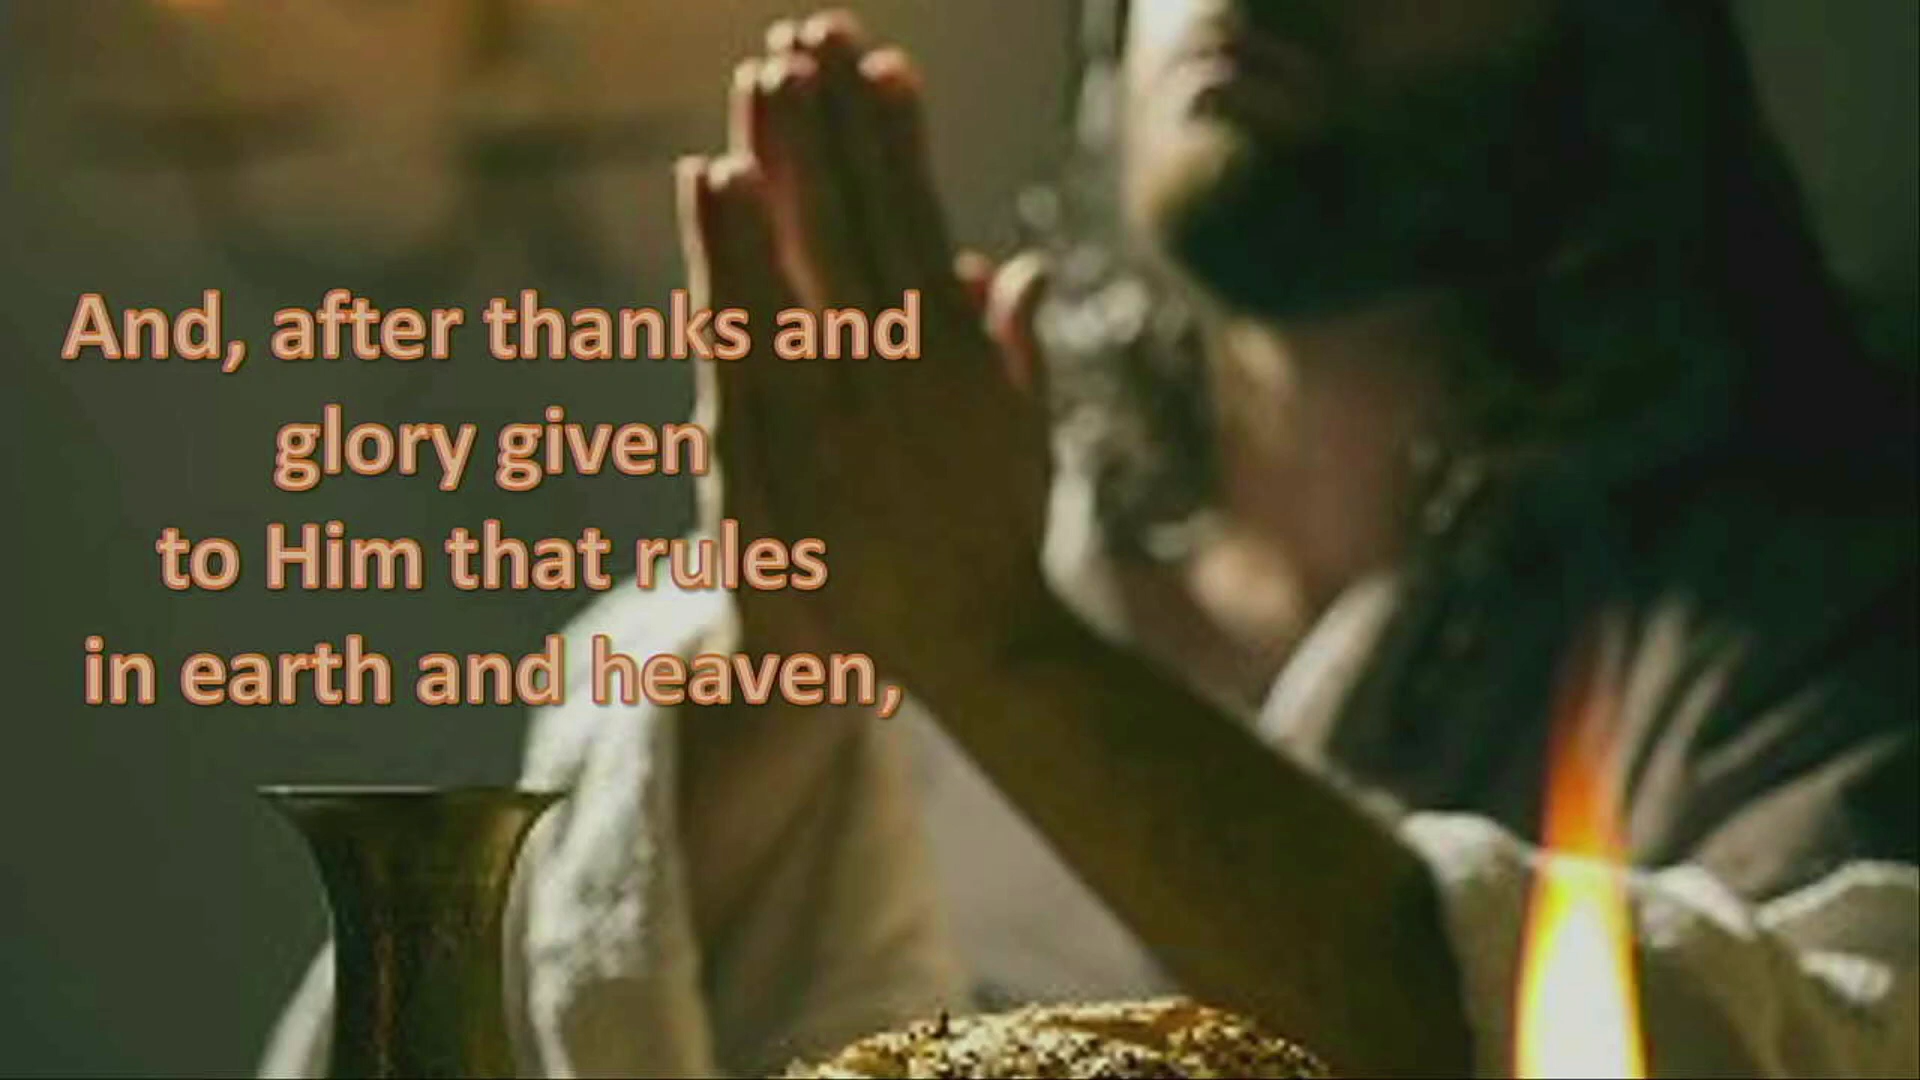 And, after thanks and
glory given
to Him that rules
in earth and heaven,